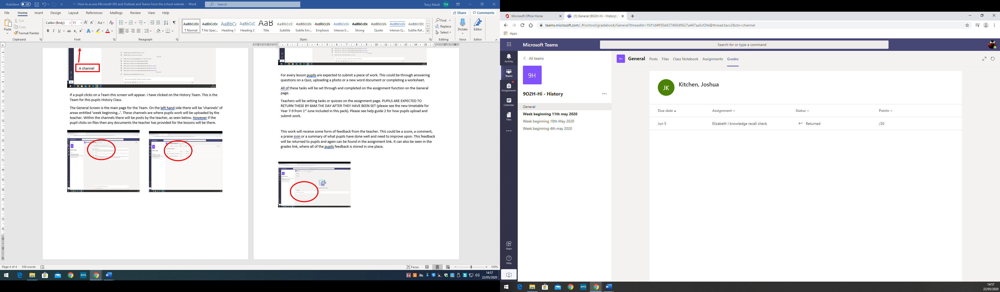 AutoSave Off
1 - How to access Microsoft 365 and Outlook and Teams from the school website - Word
Search
Tracy Mault TM
File Home Insert Design Layout References Mailings Review View Help
Share Comments
Paste
Cut
Copy
Format Painter
Clipboard
Calibri (Body) 11
Font
Paragraph
AaBbCcDc AaBbCcDc AaBbCc AaBbCcC AaB AaBbCcD AaBbCcDc AaBbCcDc AaBbCcDc AaBbCcDc AaBbCcDc AaBbCcDc AaBbCcDc
¶ Normal ¶ No Spac... Heading 1 Heading 2 Title Subtitle Subtle Em... Emphasis Intense E... Strong Quote Intense Q... Subtle Ref...
Styles
Find
Replace
Select
Editing
Dictate
Voice
Editor
Editor
A channel
If a pupil clicks on a Team this screen will appear. I have clicked on the History Team. This is the
Team for this pupils History Class.
The General Screen is the main page for the Team. On the left hand side there will be ‘channels’ of
areas entitled ‘week beginning...’. These channels are where pupils work will be uploaded by the
teacher. Within the channels there will be posts by the teacher, as seen below. However if the
pupil clicks on files then any documents the teacher has provided for the lessons will be there.
For every lesson pupils are expected to submit a piece of work. This could be through answering
questions on a Quiz, uploading a photo or a new word document or completing a worksheet.
All of these tasks will be set through and completed on the assignment function on the General
page.
Teachers will be setting tasks or quizzes on the assignment page. PUPILS ARE EXPECTED TO
RETURN THESE BY 8AM THE DAY AFTER THEY HAVE BEEN SET (please see the new timetable for
Year 7-9 from 1st June included in this pack). Please see help guide 2 for how pupils upload and
submit work.
This work will receive some form of feedback from the teacher. This could be a score, a comment,
a praise icon or a summary of what pupils have done well and need to improve upon. This feedback
will be returned to pupils and again can be found in the assignment link. It can also be seen in the
grades link, where all of the pupils feedback is stored in one place.
Page 4 of 4 558 words
Focus
100%
SIMS
14:57
22/05/2020
Microsoft Office Home
(1) General (9O2H-Hi - History) |
teams.microsoft.com/_#/school/gradebook/General?threadId=19:f1d4ff30a927400d9627a447aa5cf2fe@thread.tacv2&ctx=channel
Apps
Microsoft Teams
Search for or type a command
Activity
Teams
Assignments
Calendar
Files
Apps
Help
All teams
9H
9O2H-Hi - History
General
Week beginning 11th may 2020
Week beginning 18th May 2020
Week beginning 4th may 2020
9H General Posts Files Class Notebook Assignments Grades
JK Kitchen, Joshua
Due date Assignment Status Points
Jun 5 Elizabeth I knowledge recall check Returned /20
SIMS
14:57
22/05/2020